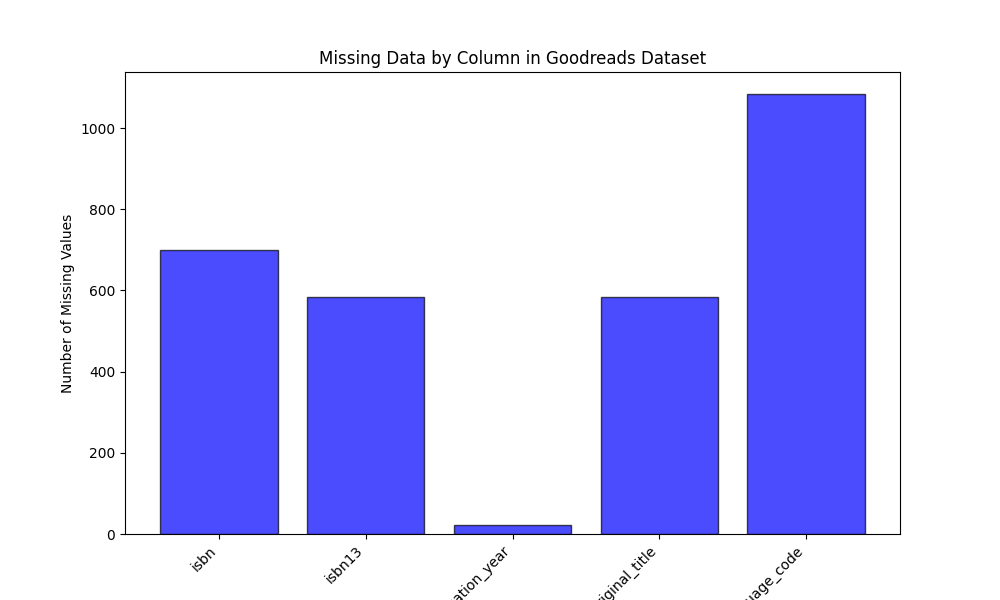 Missing Data by Column in Goodreads Dataset
Number of Missing Values
1000
800
600
400
200
0
isbn
isbn13
ation_year
iginal_title
uage_code